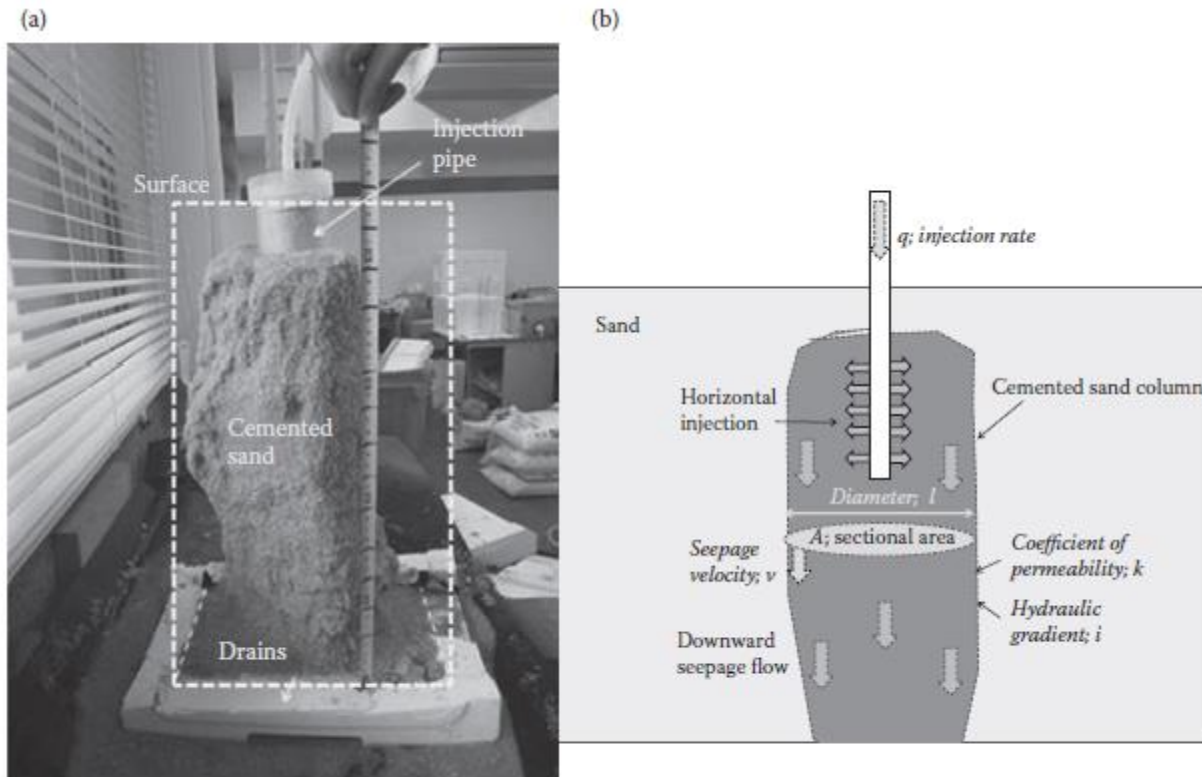 (a)
Injection
pipe
Surface
Cemented
sand
Drains
(b)
q; injection rate
Sand
Horizontal
injection
Cemented sand column
Diameter; l
A; sectional area
Seepage
velocity; v
Coefficient of
permeability; k
Hydraulic
gradient; i
Downward
seepage flow